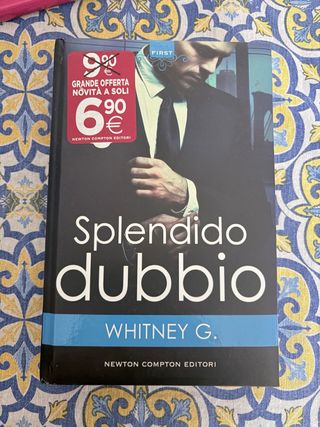 FIRST
9,90
€
GRANDE OFFERTA
NOVITÀ A SOLI
6,90
€
NEWTON COMPTON EDITORI
Splendido
dubbio
WHITNEY G.
NEWTON COMPTON EDITORI